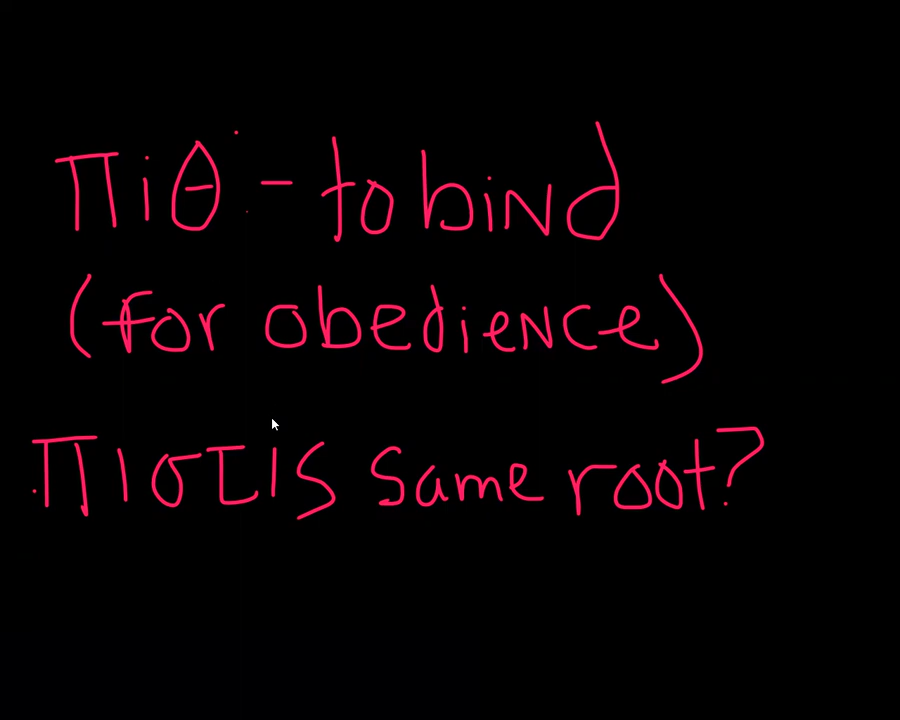 πιθ - to bind
(for obedience)
πιστις same root?